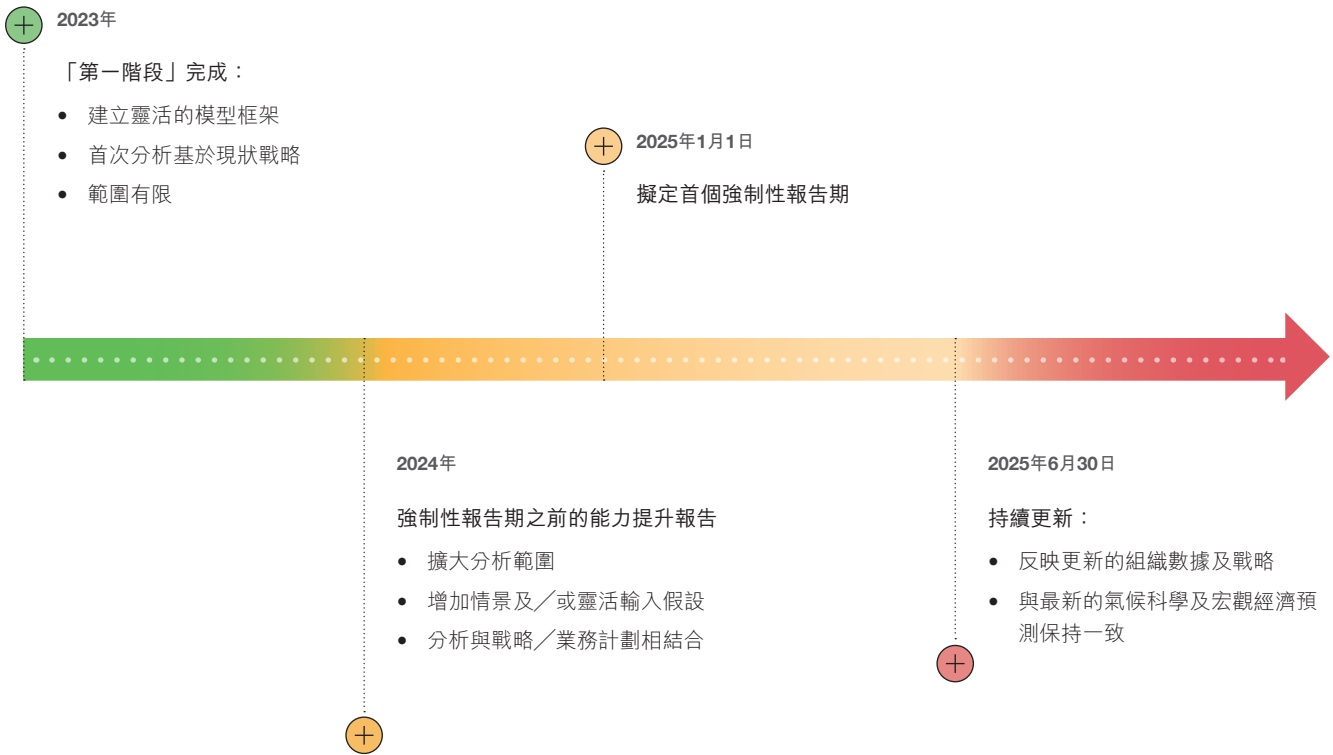 2023年
「第一階段」完成：
• 建立靈活的模型框架
• 首次分析基於現狀戰略
• 範圍有限
2025年1月1日
擬定首個強制性報告期
2024年
強制性報告期之前的能力提升報告
• 擴大分析範圍
• 增加情景及／或靈活輸入假設
• 分析與戰略／業務計劃相結合
2025年6月30日
持續更新：
• 反映更新的組織數據及戰略
• 與最新的氣候科學及宏觀經濟預
測保持一致